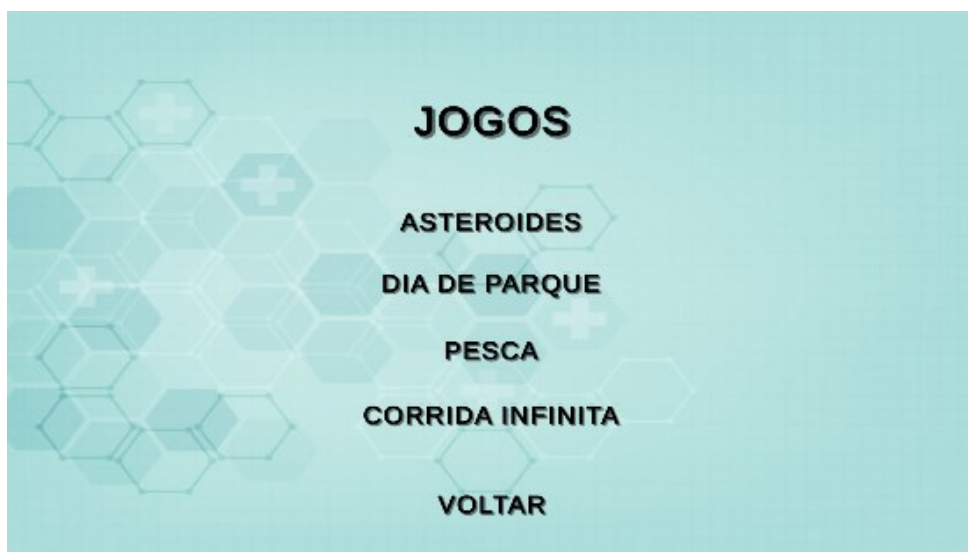 JOGOS
ASTEROIDES
DIA DE PARQUE
PESCA
CORRIDA INFINITA
VOLTAR